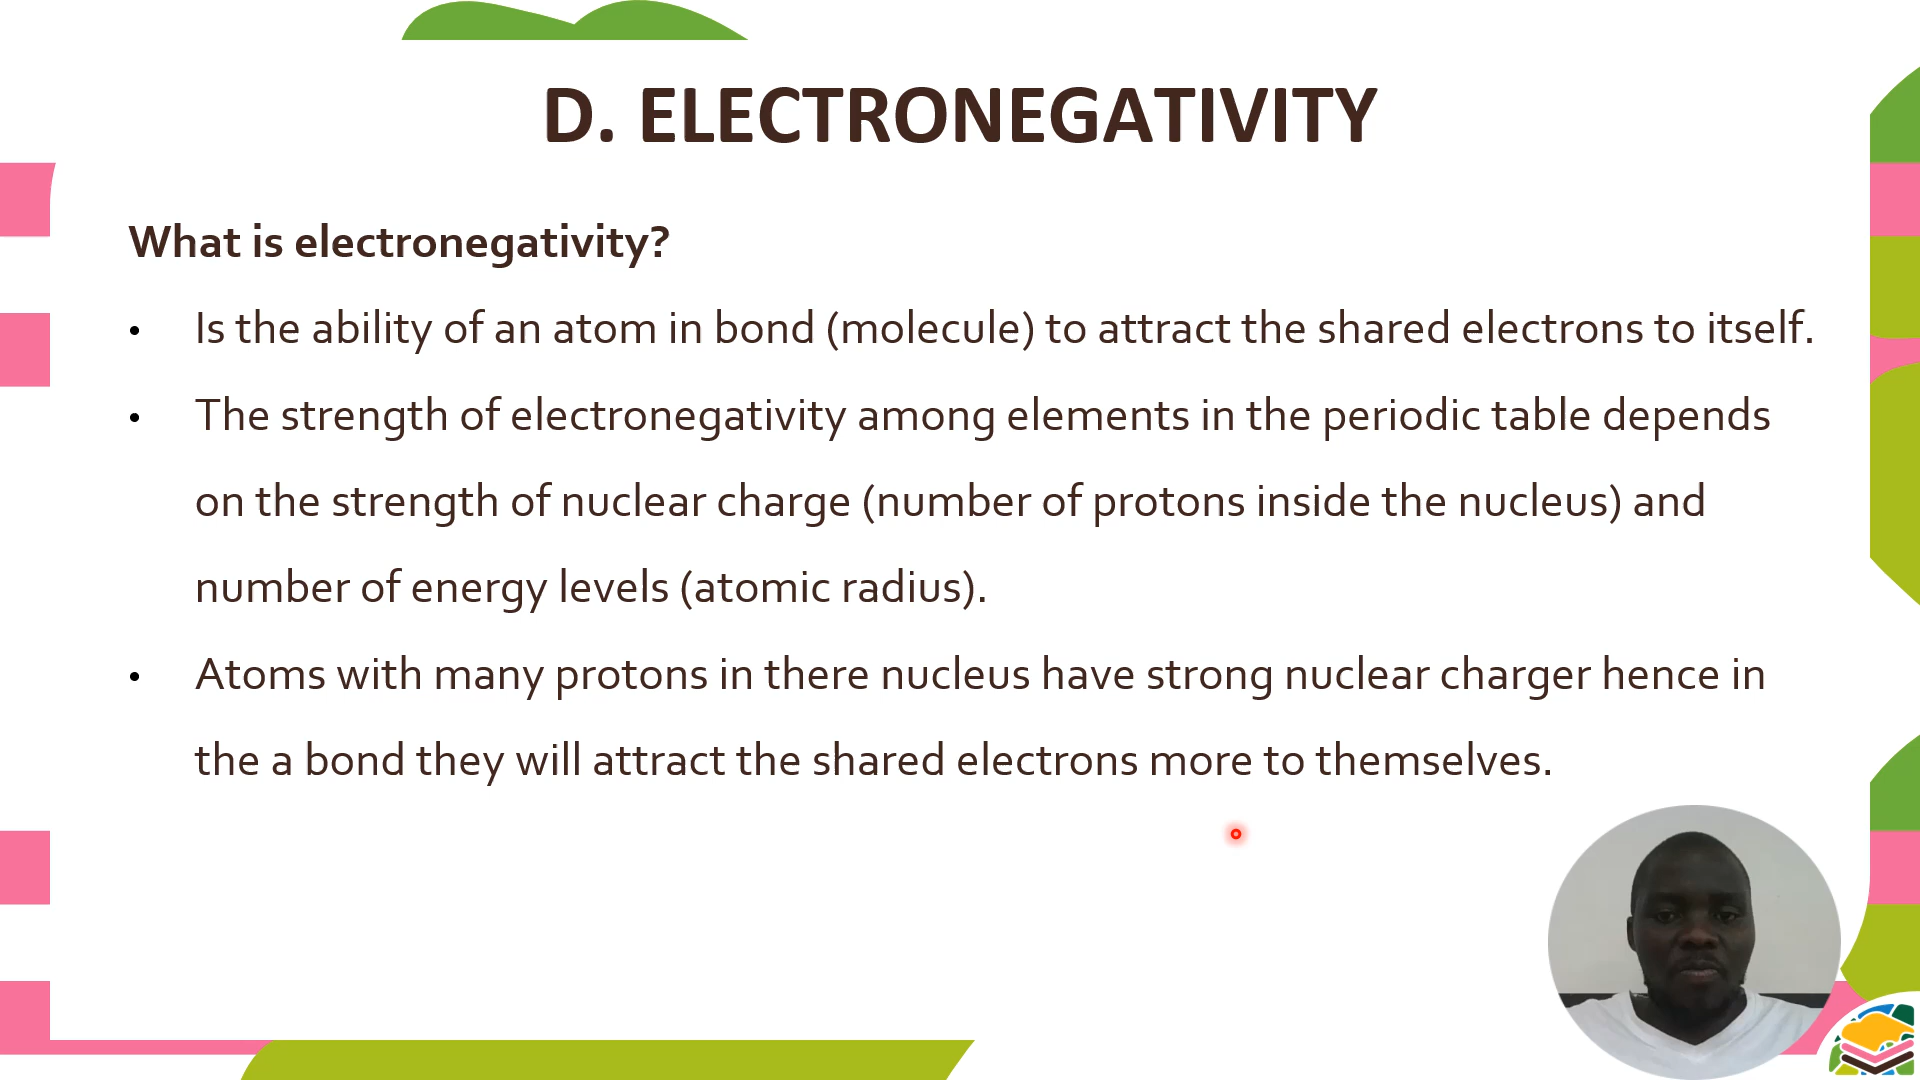 D. ELECTRONEGATIVITY
What is electronegativity?
• Is the ability of an atom in bond (molecule) to attract the shared electrons to itself.
• The strength of electronegativity among elements in the periodic table depends
on the strength of nuclear charge (number of protons inside the nucleus) and
number of energy levels (atomic radius).
• Atoms with many protons in there nucleus have strong nuclear charger hence in
the a bond they will attract the shared electrons more to themselves.